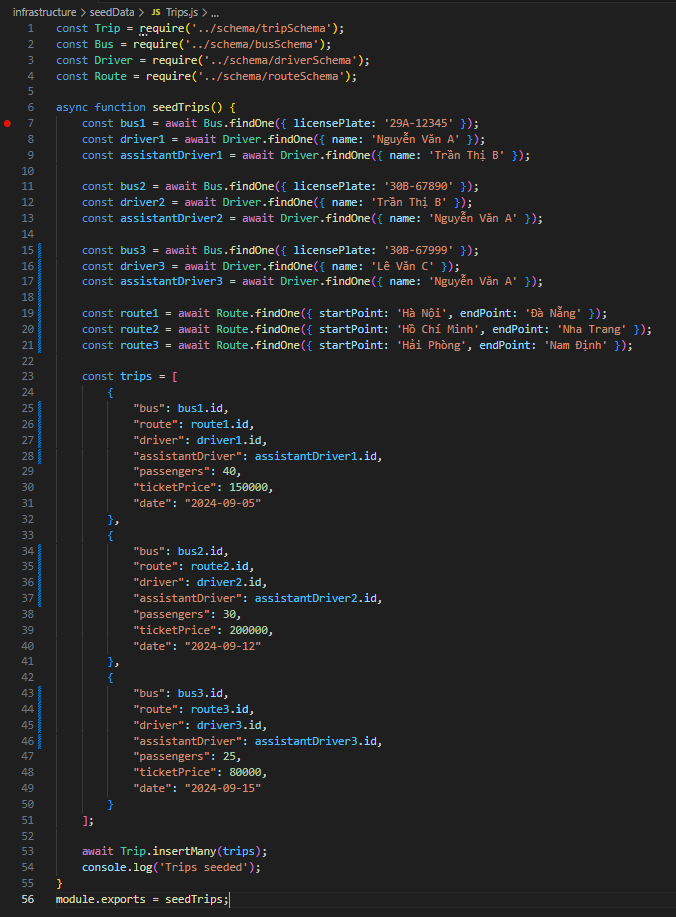 infrastructure > seedData > JS Trips.js > ...
1 const Trip = require('../schema/tripSchema');
2 const Bus = require('../schema/busSchema');
3 const Driver = require('../schema/driverSchema');
4 const Route = require('../schema/routeSchema');
5
6 async function seedTrips() {
7     const bus1 = await Bus.findOne({ licensePlate: '29A-12345' });
8     const driver1 = await Driver.findOne({ name: 'Nguyễn Văn A' });
9     const assistantDriver1 = await Driver.findOne({ name: 'Trần Thị B' });
10
11     const bus2 = await Bus.findOne({ licensePlate: '30B-67890' });
12     const driver2 = await Driver.findOne({ name: 'Trần Thị B' });
13     const assistantDriver2 = await Driver.findOne({ name: 'Nguyễn Văn A' });
14
15     const bus3 = await Bus.findOne({ licensePlate: '30B-67999' });
16     const driver3 = await Driver.findOne({ name: 'Lê Văn C' });
17     const assistantDriver3 = await Driver.findOne({ name: 'Nguyễn Văn A' });
18
19     const route1 = await Route.findOne({ startPoint: 'Hà Nội', endPoint: 'Đà Nẵng' });
20     const route2 = await Route.findOne({ startPoint: 'Hồ Chí Minh', endPoint: 'Nha Trang' });
21     const route3 = await Route.findOne({ startPoint: 'Hải Phòng', endPoint: 'Nam Định' });
22
23     const trips = [
24         {
25             "bus": bus1.id,
26             "route": route1.id,
27             "driver": driver1.id,
28             "assistantDriver": assistantDriver1.id,
29             "passengers": 40,
30             "ticketPrice": 150000,
31             "date": "2024-09-05"
32         },
33         {
34             "bus": bus2.id,
35             "route": route2.id,
36             "driver": driver2.id,
37             "assistantDriver": assistantDriver2.id,
38             "passengers": 30,
39             "ticketPrice": 200000,
40             "date": "2024-09-12"
41         },
42         {
43             "bus": bus3.id,
44             "route": route3.id,
45             "driver": driver3.id,
46             "assistantDriver": assistantDriver3.id,
47             "passengers": 25,
48             "ticketPrice": 80000,
49             "date": "2024-09-15"
50         }
51     ];
52
53     await Trip.insertMany(trips);
54     console.log('Trips seeded');
55 }
56 module.exports = seedTrips;